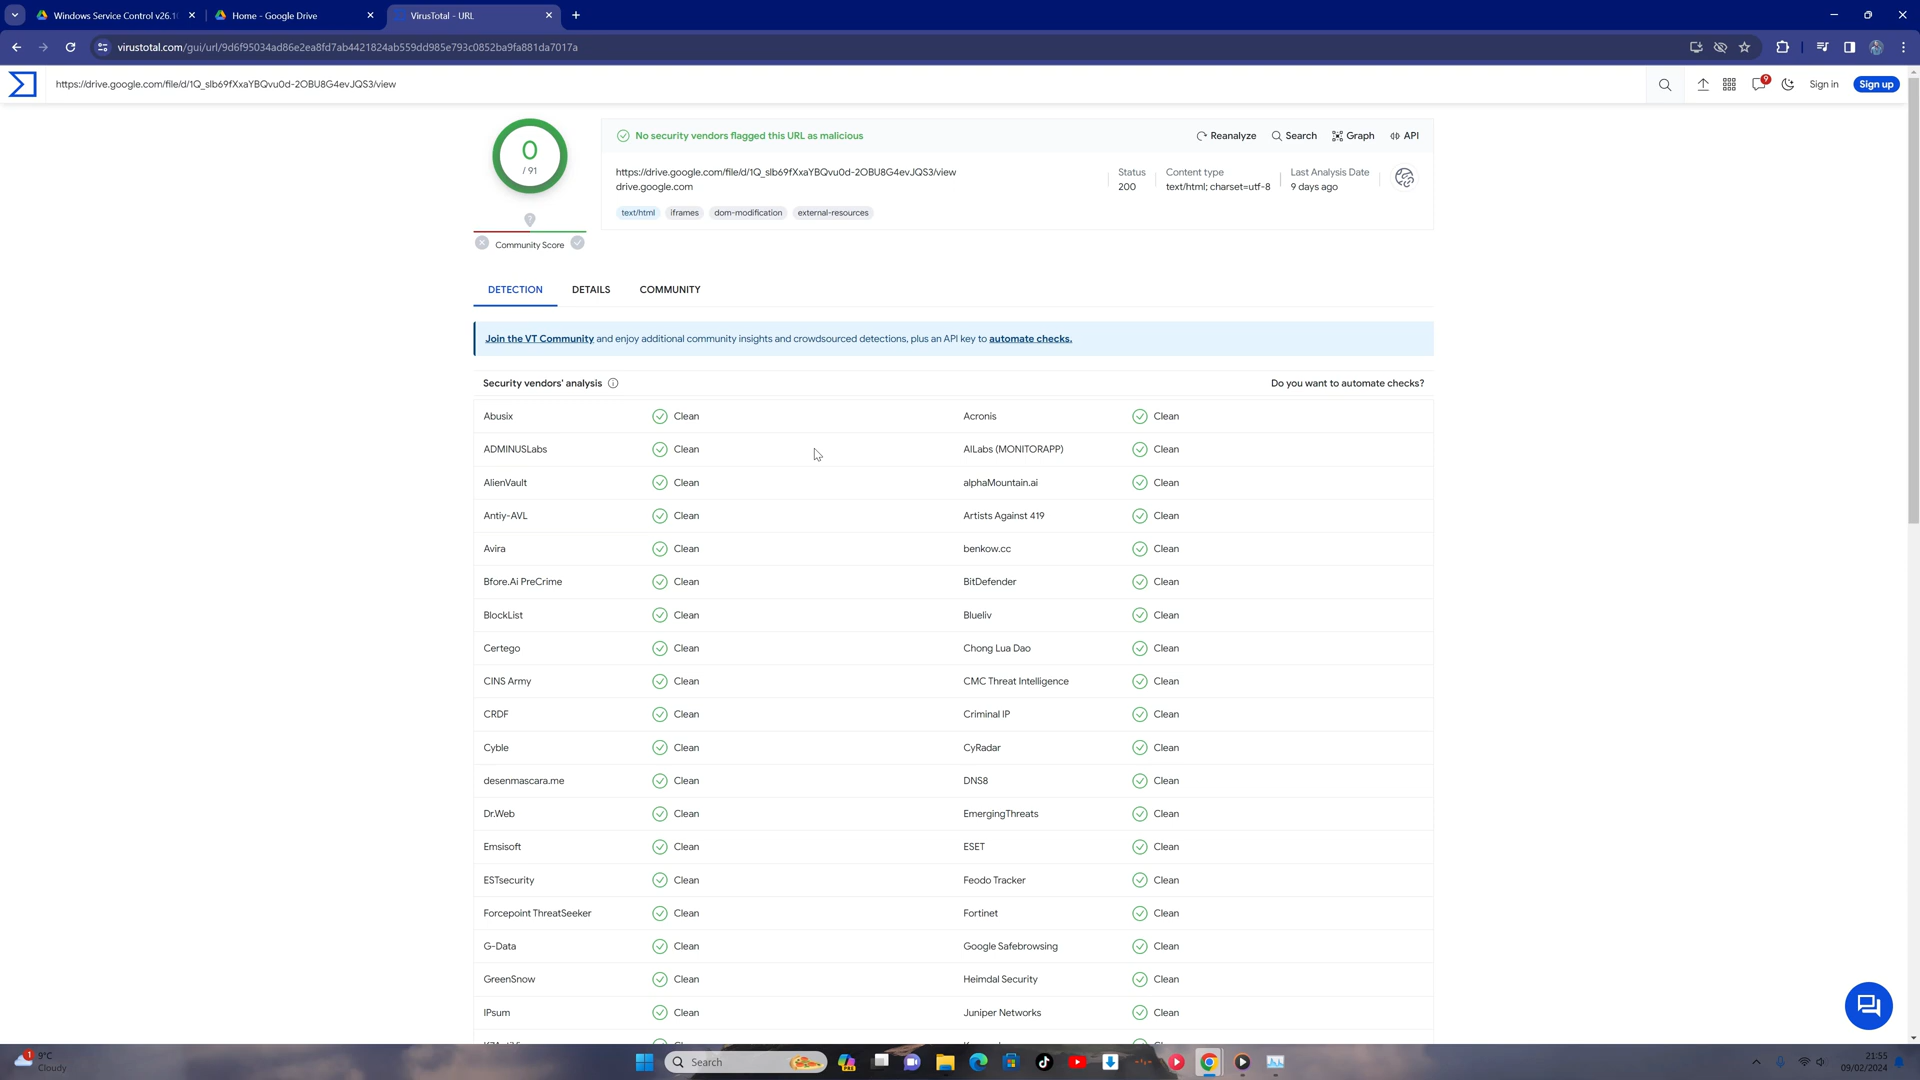 Windows Service Control v26.1
Home - Google Drive
VirusTotal - URL
virustotal.com/gui/url/9d6f95034ad86e2ea8fd7ab4421824ab559dd985e793c0852ba9fa881da7017a
https://drive.google.com/file/d/1Q_slb69fXxaYBQvu0d-2OBU8G4evJQS3/view
9
Sign in
Sign up
0
/ 91
No security vendors flagged this URL as malicious
Reanalyze
Search
Graph
API
https://drive.google.com/file/d/1Q_slb69fXxaYBQvu0d-2OBU8G4evJQS3/view
drive.google.com
Status
200
Content type
text/html; charset=utf-8
Last Analysis Date
9 days ago
text/html
iframes
dom-modification
external-resources
?
Community Score
DETECTION
DETAILS
COMMUNITY
Join the VT Community and enjoy additional community insights and crowdsourced detections, plus an API key to automate checks.
Security vendors' analysis
Do you want to automate checks?
Abusix Clean Acronis Clean
ADMINUSLabs Clean AILabs (MONITORAPP) Clean
AlienVault Clean alphaMountain.ai Clean
Antiy-AVL Clean Artists Against 419 Clean
Avira Clean benkow.cc Clean
Bfore.Ai PreCrime Clean BitDefender Clean
BlockList Clean Blueliv Clean
Certego Clean Chong Lua Dao Clean
CINS Army Clean CMC Threat Intelligence Clean
CRDF Clean Criminal IP Clean
Cyble Clean CyRadar Clean
desenmascara.me Clean DNS8 Clean
Dr.Web Clean EmergingThreats Clean
Emsisoft Clean ESET Clean
ESTsecurity Clean Feodo Tracker Clean
Forcepoint ThreatSeeker Clean Fortinet Clean
G-Data Clean Google Safebrowsing Clean
GreenSnow Clean Heimdal Security Clean
IPsum Clean Juniper Networks Clean
1
9°C
Cloudy
Search
21:55
09/02/2024